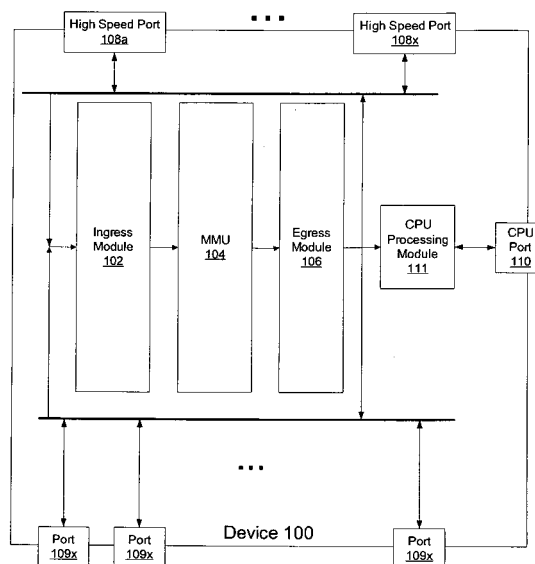 High Speed Port
108a
High Speed Port
108x
Ingress
Module
102
MMU
104
Egress
Module
106
CPU
Processing
Module
111
CPU
Port
110
Device 100
Port
109x
Port
109x
Port
109x